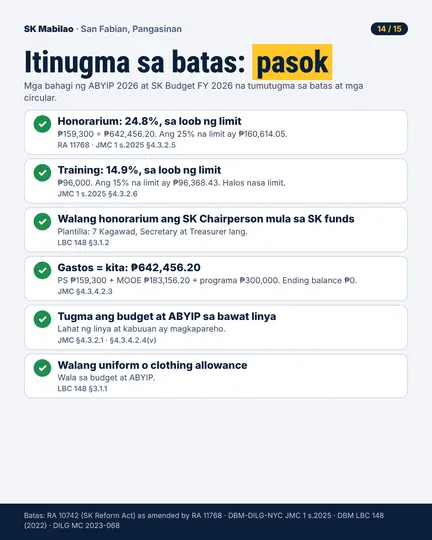 SK Mabilao · San Fabian, Pangasinan
14 / 15
Itinugma sa batas: pasok
Mga bahagi ng ABYIP 2026 at SK Budget FY 2026 na tumutugma sa batas at mga
circular.
Honorarium: 24.8%, sa loob ng limit
₱159,300 ÷ ₱642,456.20. Ang 25% na limit ay ₱160,614.05.
RA 11768 · JMC 1 s.2025 §4.3.2.5
Training: 14.9%, sa loob ng limit
₱96,000. Ang 15% na limit ay ₱96,368.43. Halos nasa limit.
JMC 1 s.2025 §4.3.2.6
Walang honorarium ang SK Chairperson mula sa SK funds
Plantilla: 7 Kagawad, Secretary at Treasurer lang.
LBC 148 §3.1.2
Gastos = kita: ₱642,456.20
PS ₱159,300 + MOOE ₱183,156.20 + programa ₱300,000. Ending balance ₱0.
JMC §4.3.4.2.3
Tugma ang budget at ABYIP sa bawat linya
Lahat ng linya at kabuuan ay magkapareho.
JMC §4.3.2.1 · §4.3.4.2.4(v)
Walang uniform o clothing allowance
Wala sa budget at ABYIP.
LBC 148 §3.1.1
Batas: RA 10742 (SK Reform Act) as amended by RA 11768 · DBM-DILG-NYC JMC 1 s.2025 · DBM LBC 148
(2022) · DILG MC 2023-068